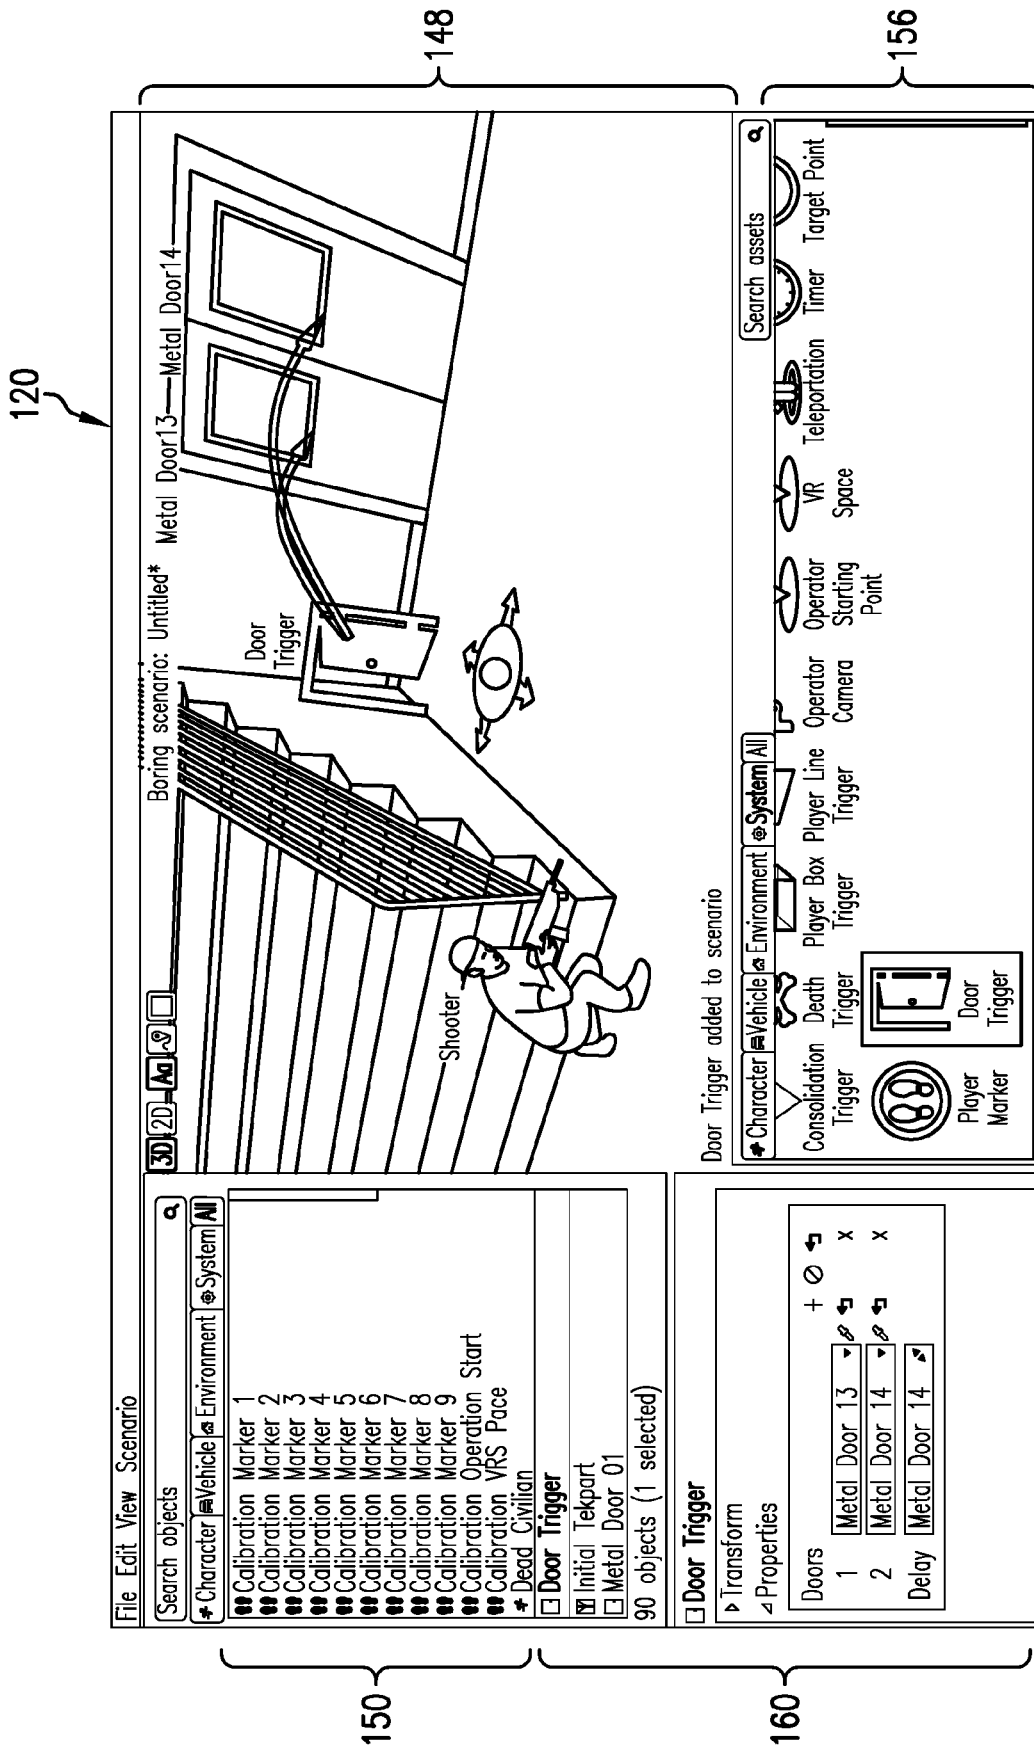 120
File Edit View Scenario
Search objects
Character Vehicle Environment System All
Calibration Marker 1
Calibration Marker 2
Calibration Marker 3
Calibration Marker 4
Calibration Marker 5
Calibration Marker 6
Calibration Marker 7
Calibration Marker 8
Calibration Marker 9
Calibration Operation Start
Calibration VRS Pace
Dead Civilian
Door Trigger
Initial Tekpart
Metal Door 01
90 objects (1 selected)
150
Door Trigger
Transform
Properties
Doors
1 Metal Door 13 X
2 Metal Door 14 X
Delay Metal Door 14
160
3D 2D Aa
Boring scenario: Untitled*
Metal Door13
Metal Door14
Door
Trigger
Shooter
Door Trigger added to scenario
148
Character Vehicle Environment System All
Search assets
Consolidation
Trigger
Death
Trigger
Player Box
Trigger
Player Line
Trigger
Operator
Camera
Operator
Starting
Point
VR
Space
Teleportation
Timer
Target Point
Player
Marker
Door
Trigger
156